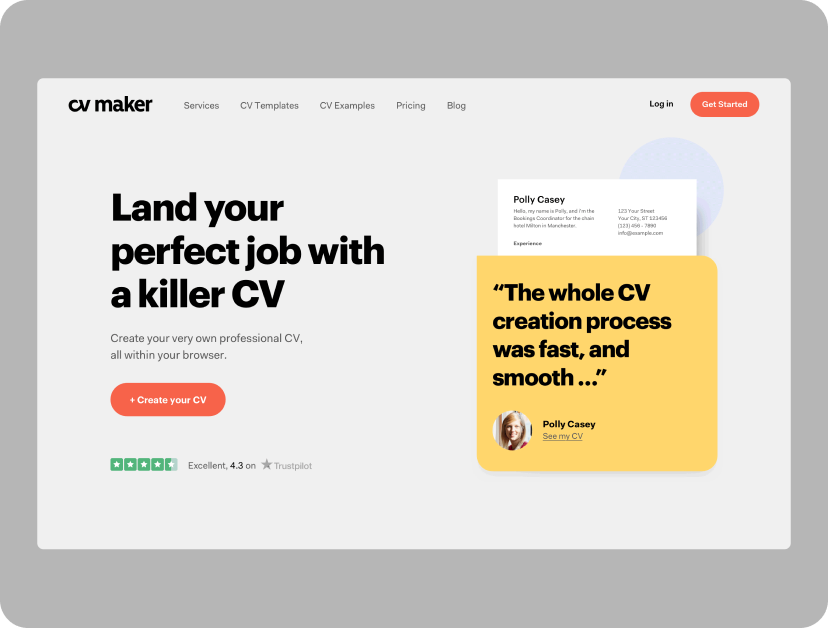 cv maker
Services
CV Templates
CV Examples
Pricing
Blog
Log in
Get Started
Land your
perfect job with
a killer CV
Create your very own professional CV,
all within your browser.
+ Create your CV
Excellent, 4.3 on Trustpilot
Polly Casey
Hello, my name is Polly, and I'm the
Bookings Coordinator for the chain
hotel Milton in Manchester.
123 Your Street
Your City, ST 123456
(123) 456 - 7890
info@example.com
Experience
“The whole CV
creation process
was fast, and
smooth ...”
Polly Casey
See my CV